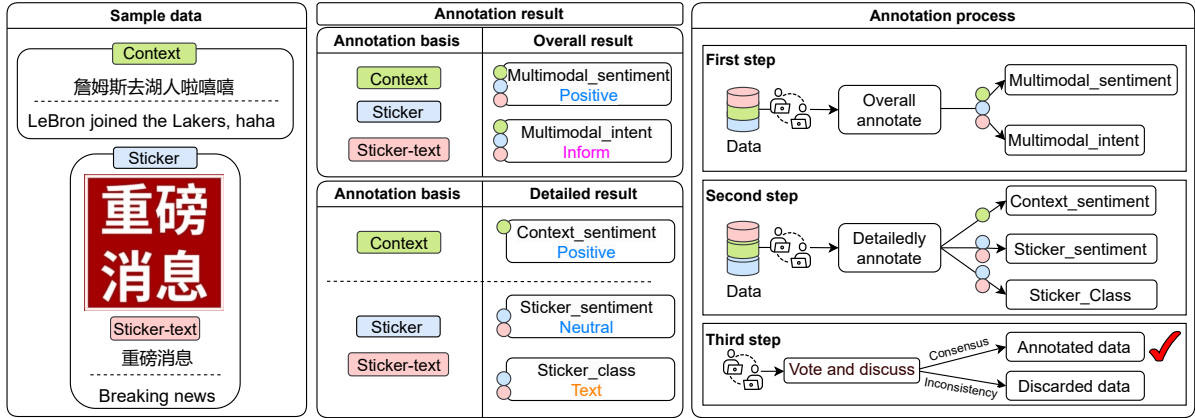 Sample data
Context
詹姆斯去湖人啦嘻嘻
LeBron joined the Lakers, haha
Sticker
重磅
消息
Sticker-text
重磅消息
Breaking news
Annotation result
Annotation basis
Overall result
Context
Sticker
Sticker-text
Multimodal_sentiment
Positive
Multimodal_intent
Inform
Annotation basis
Detailed result
Context
Context_sentiment
Positive
Sticker
Sticker-text
Sticker_sentiment
Neutral
Sticker_class
Text
Annotation process
First step
Data
Overall
annotate
Multimodal_sentiment
Multimodal_intent
Second step
Data
Detailedly
annotate
Context_sentiment
Sticker_sentiment
Sticker_Class
Third step
Vote and discuss
Consensus
Inconsistency
Annotated data
Discarded data